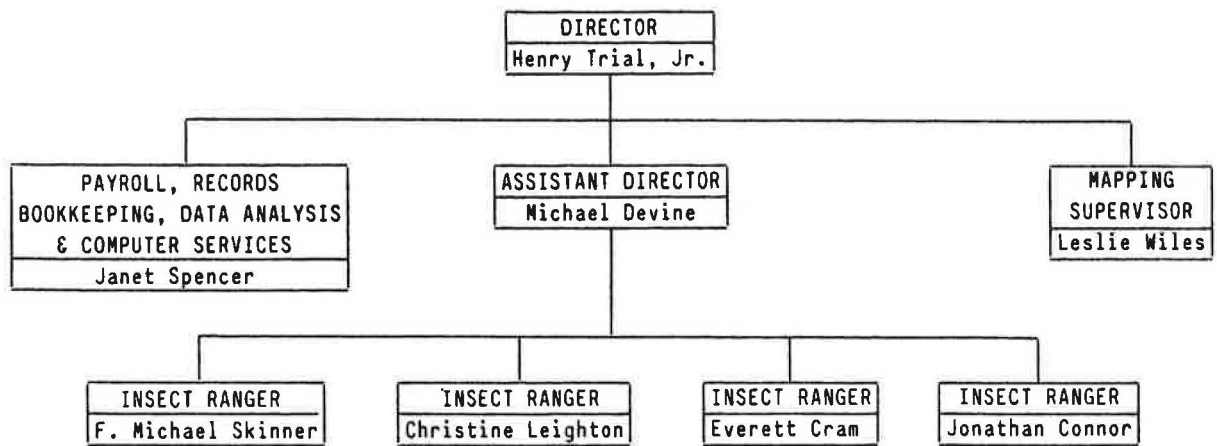 DIRECTOR
Henry Trial, Jr.
PAYROLL, RECORDS
BOOKKEEPING, DATA ANALYSIS
& COMPUTER SERVICES
Janet Spencer
ASSISTANT DIRECTOR
Michael Devine
MAPPING
SUPERVISOR
Leslie Wiles
INSECT RANGER
F. Michael Skinner
INSECT RANGER
Christine Leighton
INSECT RANGER
Everett Cram
INSECT RANGER
Jonathan Connor